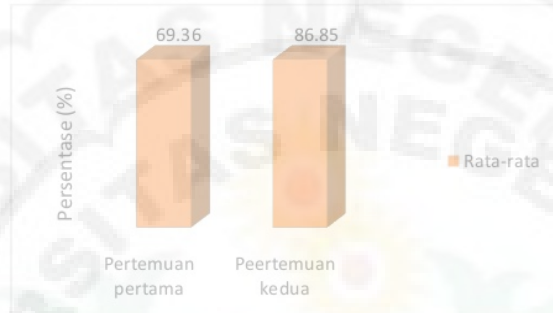 69.36 86.85
Persentase (%)
Rata-rata
Pertemuan pertama
Peertemuan kedua